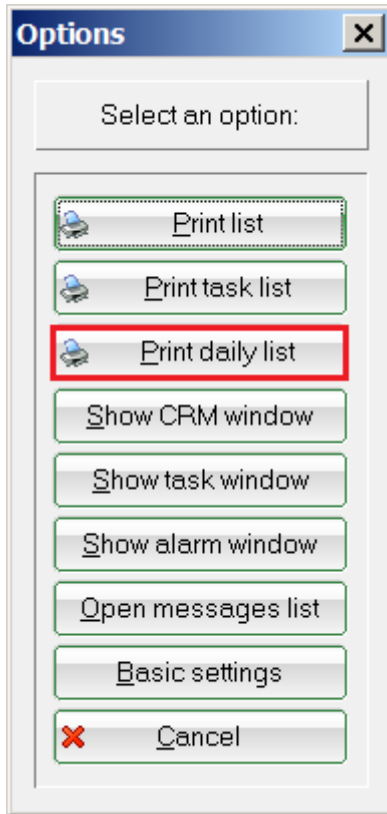 Options
Select an option:
Print list
Print task list
Print daily list
Show CRM window
Show task window
Show alarm window
Open messages list
Basic settings
Cancel